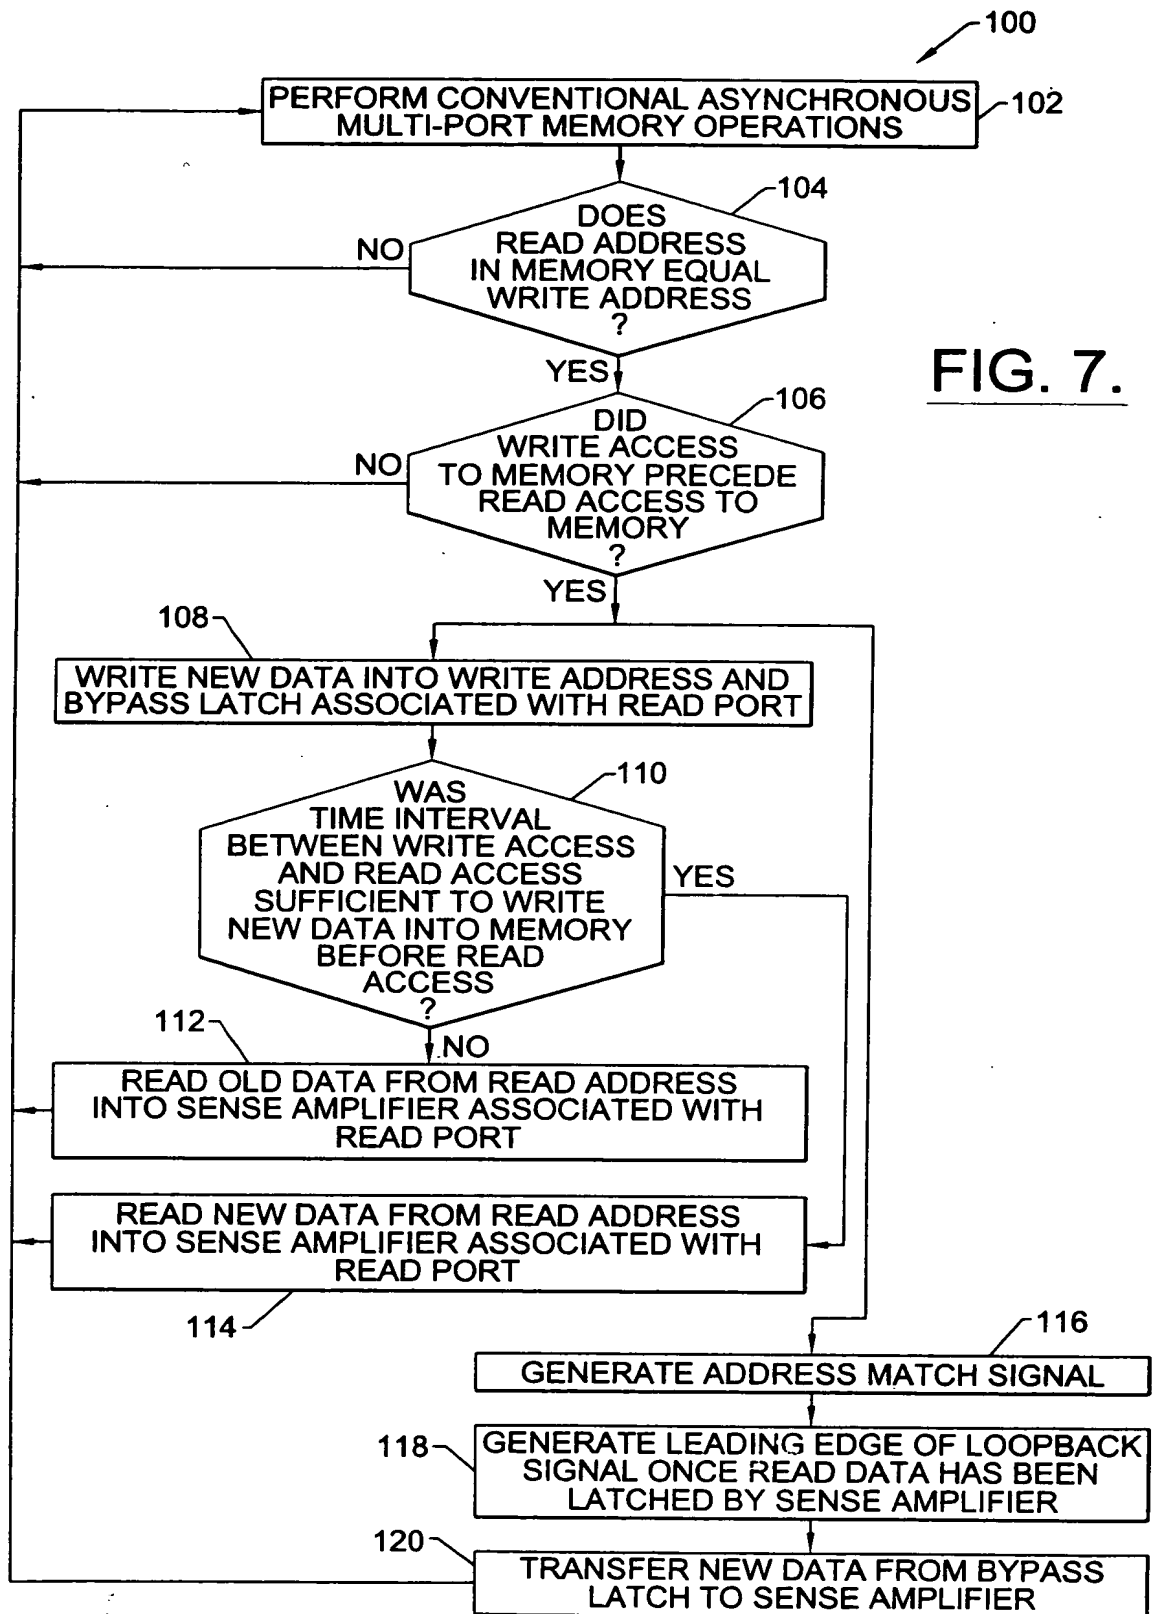 100
PERFORM CONVENTIONAL ASYNCHRONOUS
MULTI-PORT MEMORY OPERATIONS
102
104
DOES
READ ADDRESS
IN MEMORY EQUAL
WRITE ADDRESS
?
NO
YES
FIG. 7.
106
DID
WRITE ACCESS
TO MEMORY PRECEDE
READ ACCESS TO
MEMORY
?
NO
YES
108
WRITE NEW DATA INTO WRITE ADDRESS AND
BYPASS LATCH ASSOCIATED WITH READ PORT
110
WAS
TIME INTERVAL
BETWEEN WRITE ACCESS
AND READ ACCESS
SUFFICIENT TO WRITE
NEW DATA INTO MEMORY
BEFORE READ
ACCESS
?
YES
NO
112
READ OLD DATA FROM READ ADDRESS
INTO SENSE AMPLIFIER ASSOCIATED WITH
READ PORT
READ NEW DATA FROM READ ADDRESS
INTO SENSE AMPLIFIER ASSOCIATED WITH
READ PORT
114
116
GENERATE ADDRESS MATCH SIGNAL
118
GENERATE LEADING EDGE OF LOOPBACK
SIGNAL ONCE READ DATA HAS BEEN
LATCHED BY SENSE AMPLIFIER
120
TRANSFER NEW DATA FROM BYPASS
LATCH TO SENSE AMPLIFIER